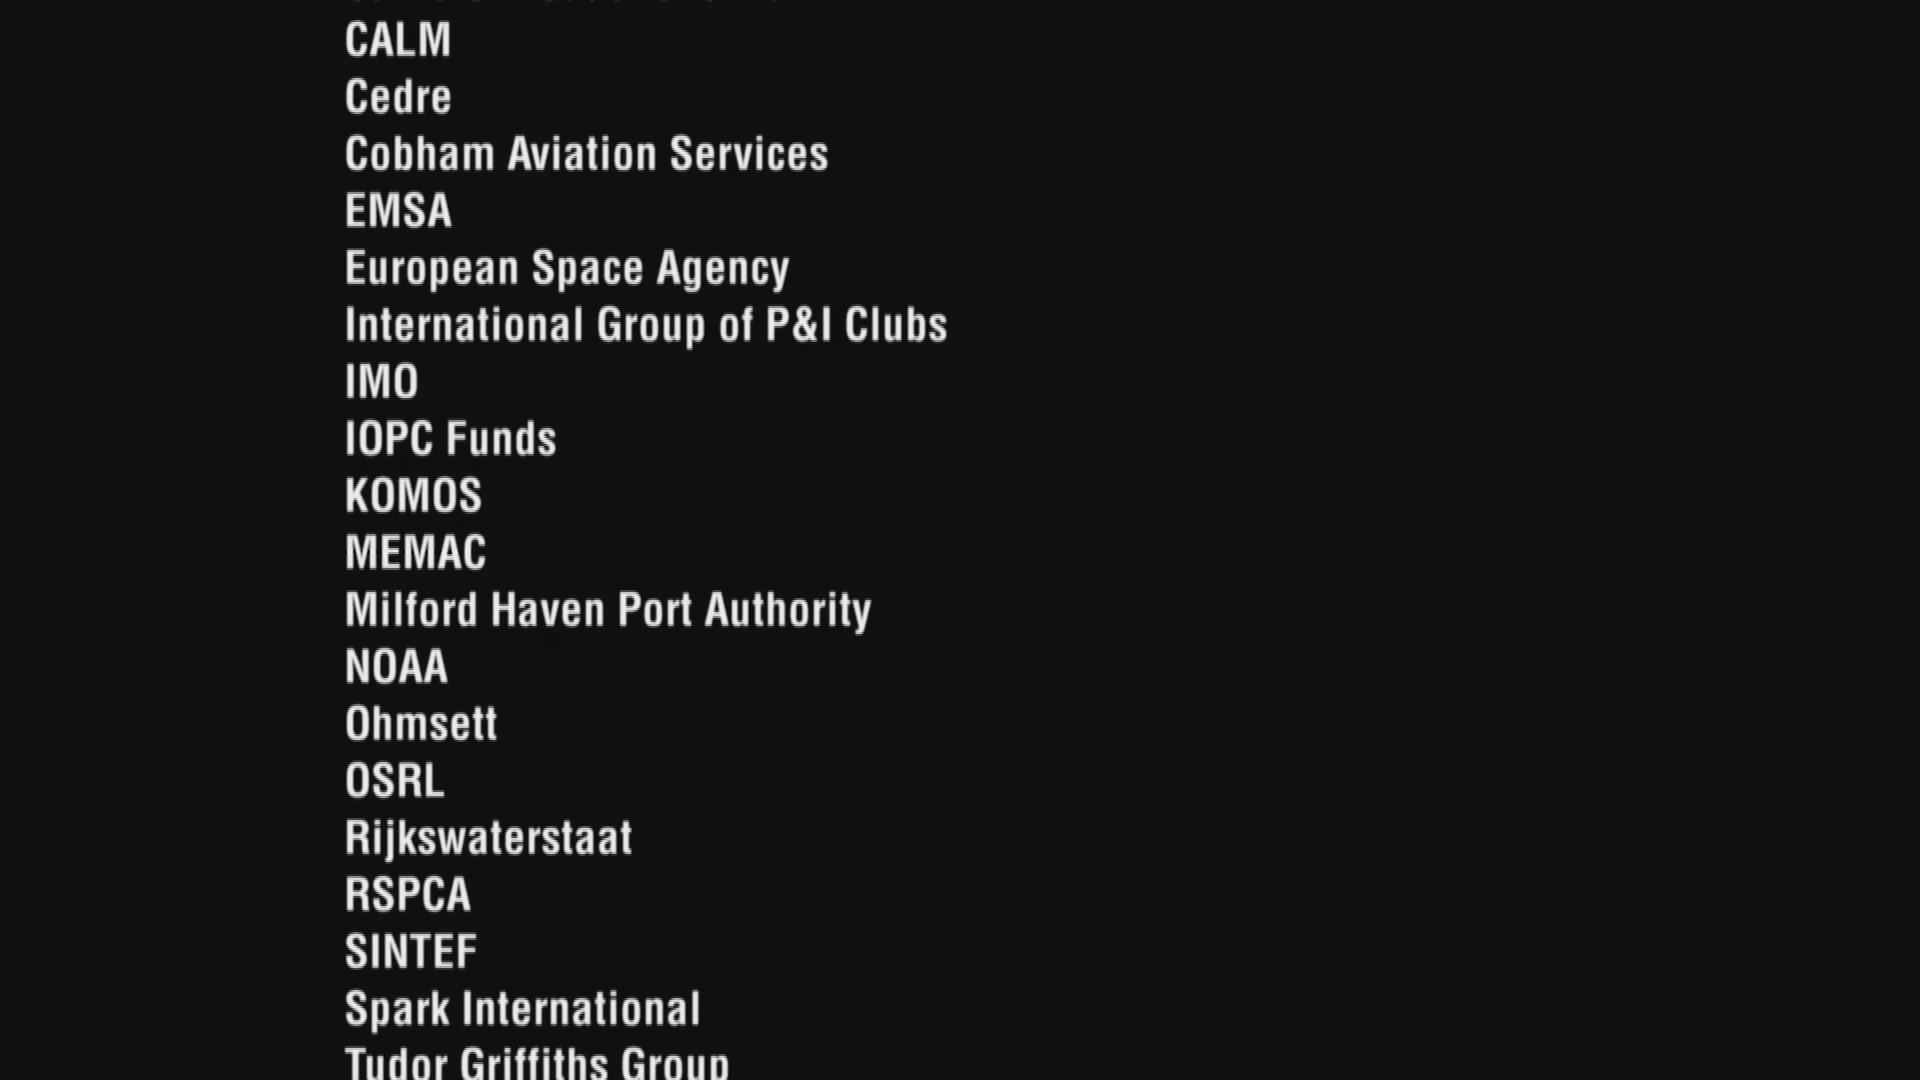 CALM
Cedre
Cobham Aviation Services
EMSA
European Space Agency
International Group of P&I Clubs
IMO
IOPC Funds
KOMOS
MEMAC
Milford Haven Port Authority
NOAA
Ohmsett
OSRL
Rijkswaterstaat
RSPCA
SINTEF
Spark International
Tudor Griffiths Group